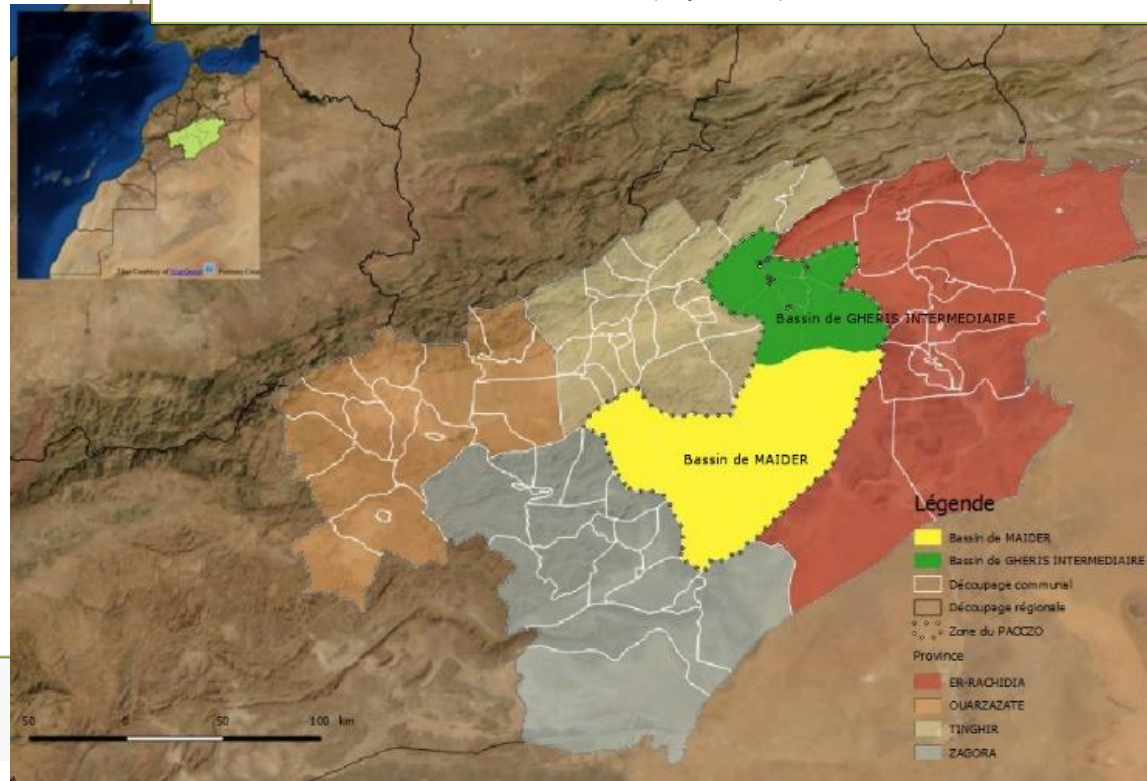 Bassin de GHERIS INTERMEDIAIRE
Bassin de MAIDER
Légende
Bassin de MAIDER
Bassin de GHERIS INTERMEDIAIRE
Découpage communal
Découpage régionale
Zone du PACCZO
Province
ER-RACHIDIA
OUARZAZATE
TINGHIR
ZAGORA
50 0 50 100 km